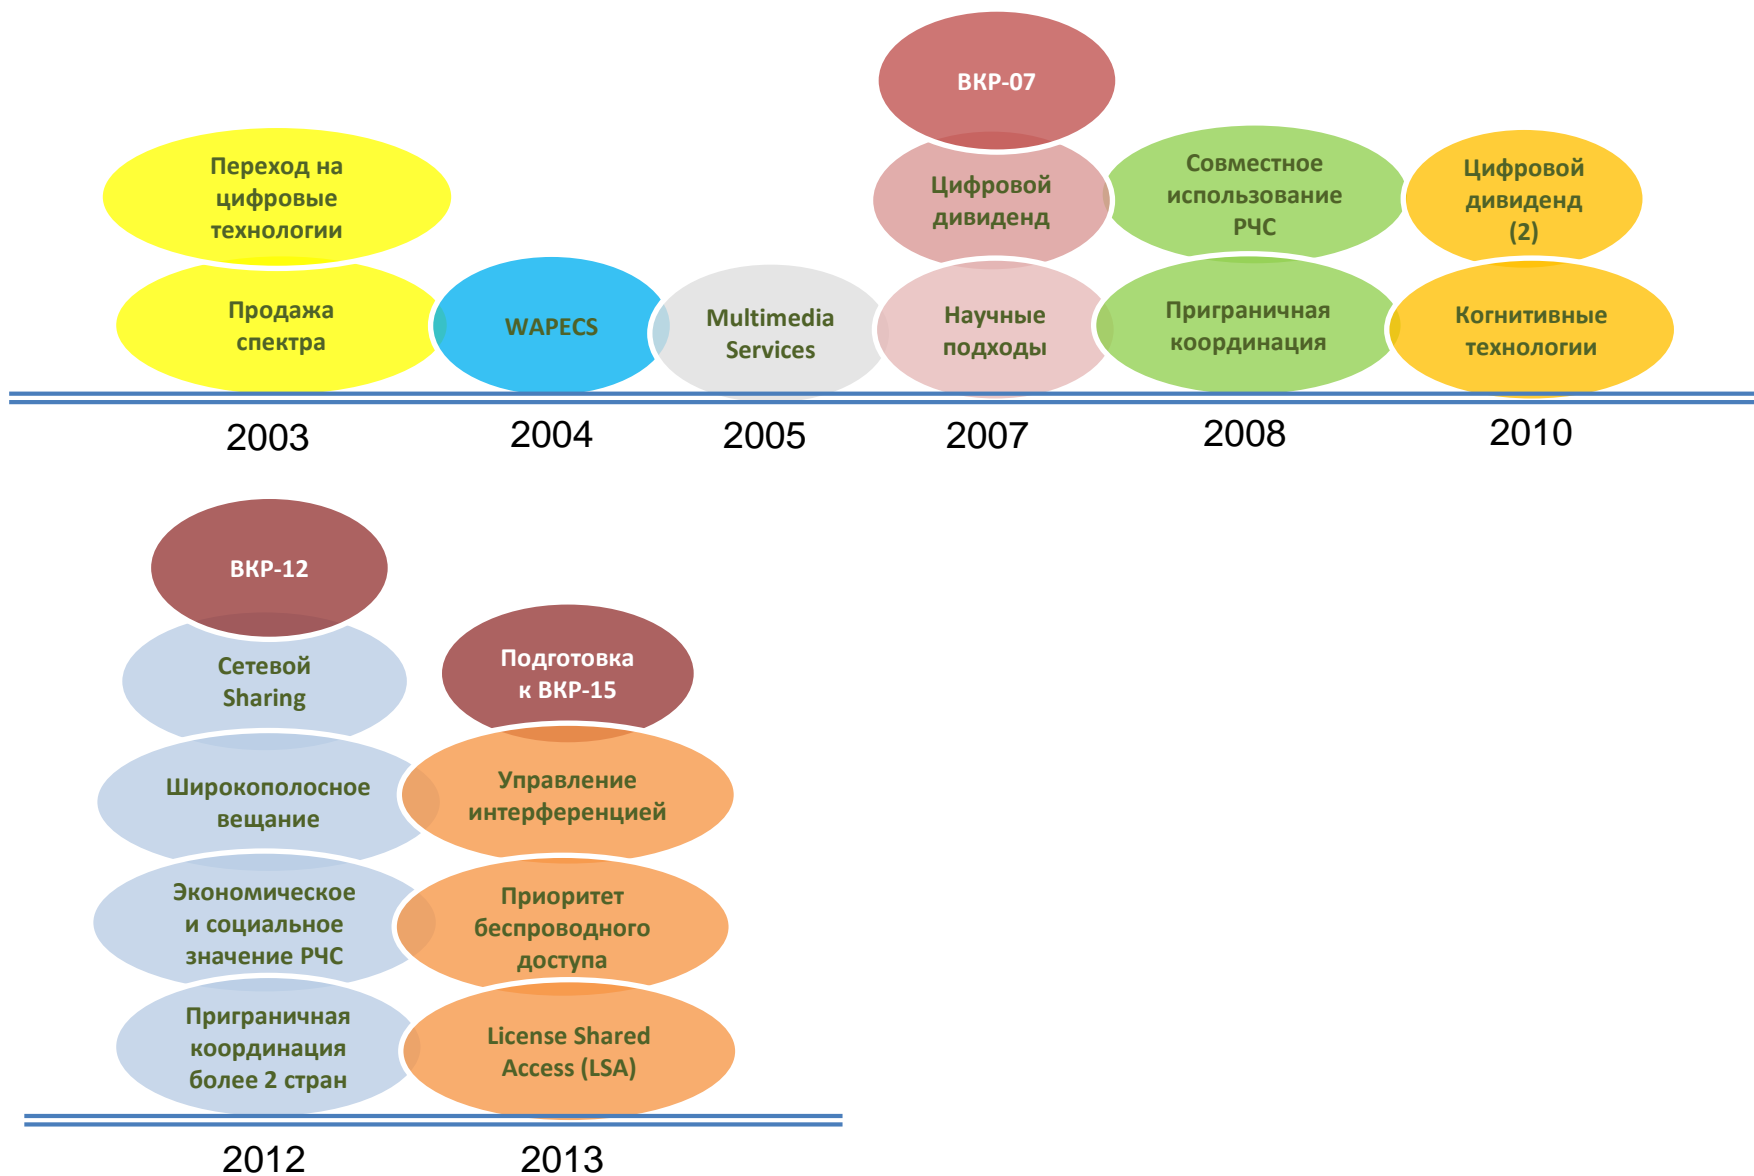 ВКР-07
Переход на
цифровые
технологии
Цифровой
дивиденд
Совместное
использование
РЧС
Цифровой
дивиденд
(2)
Продажа
спектра
WAPECS
Multimedia
Services
Научные
подходы
Приграничная
координация
Когнитивные
технологии
2003
2004
2005
2007
2008
2010
ВКР-12
Сетевой
Sharing
Широкополосное
вещание
Экономическое
и социальное
значение РЧС
Приграничная
координация
более 2 стран
Подготовка
к ВКР-15
Управление
интерференцией
Приоритет
беспроводного
доступа
License Shared
Access (LSA)
2012
2013